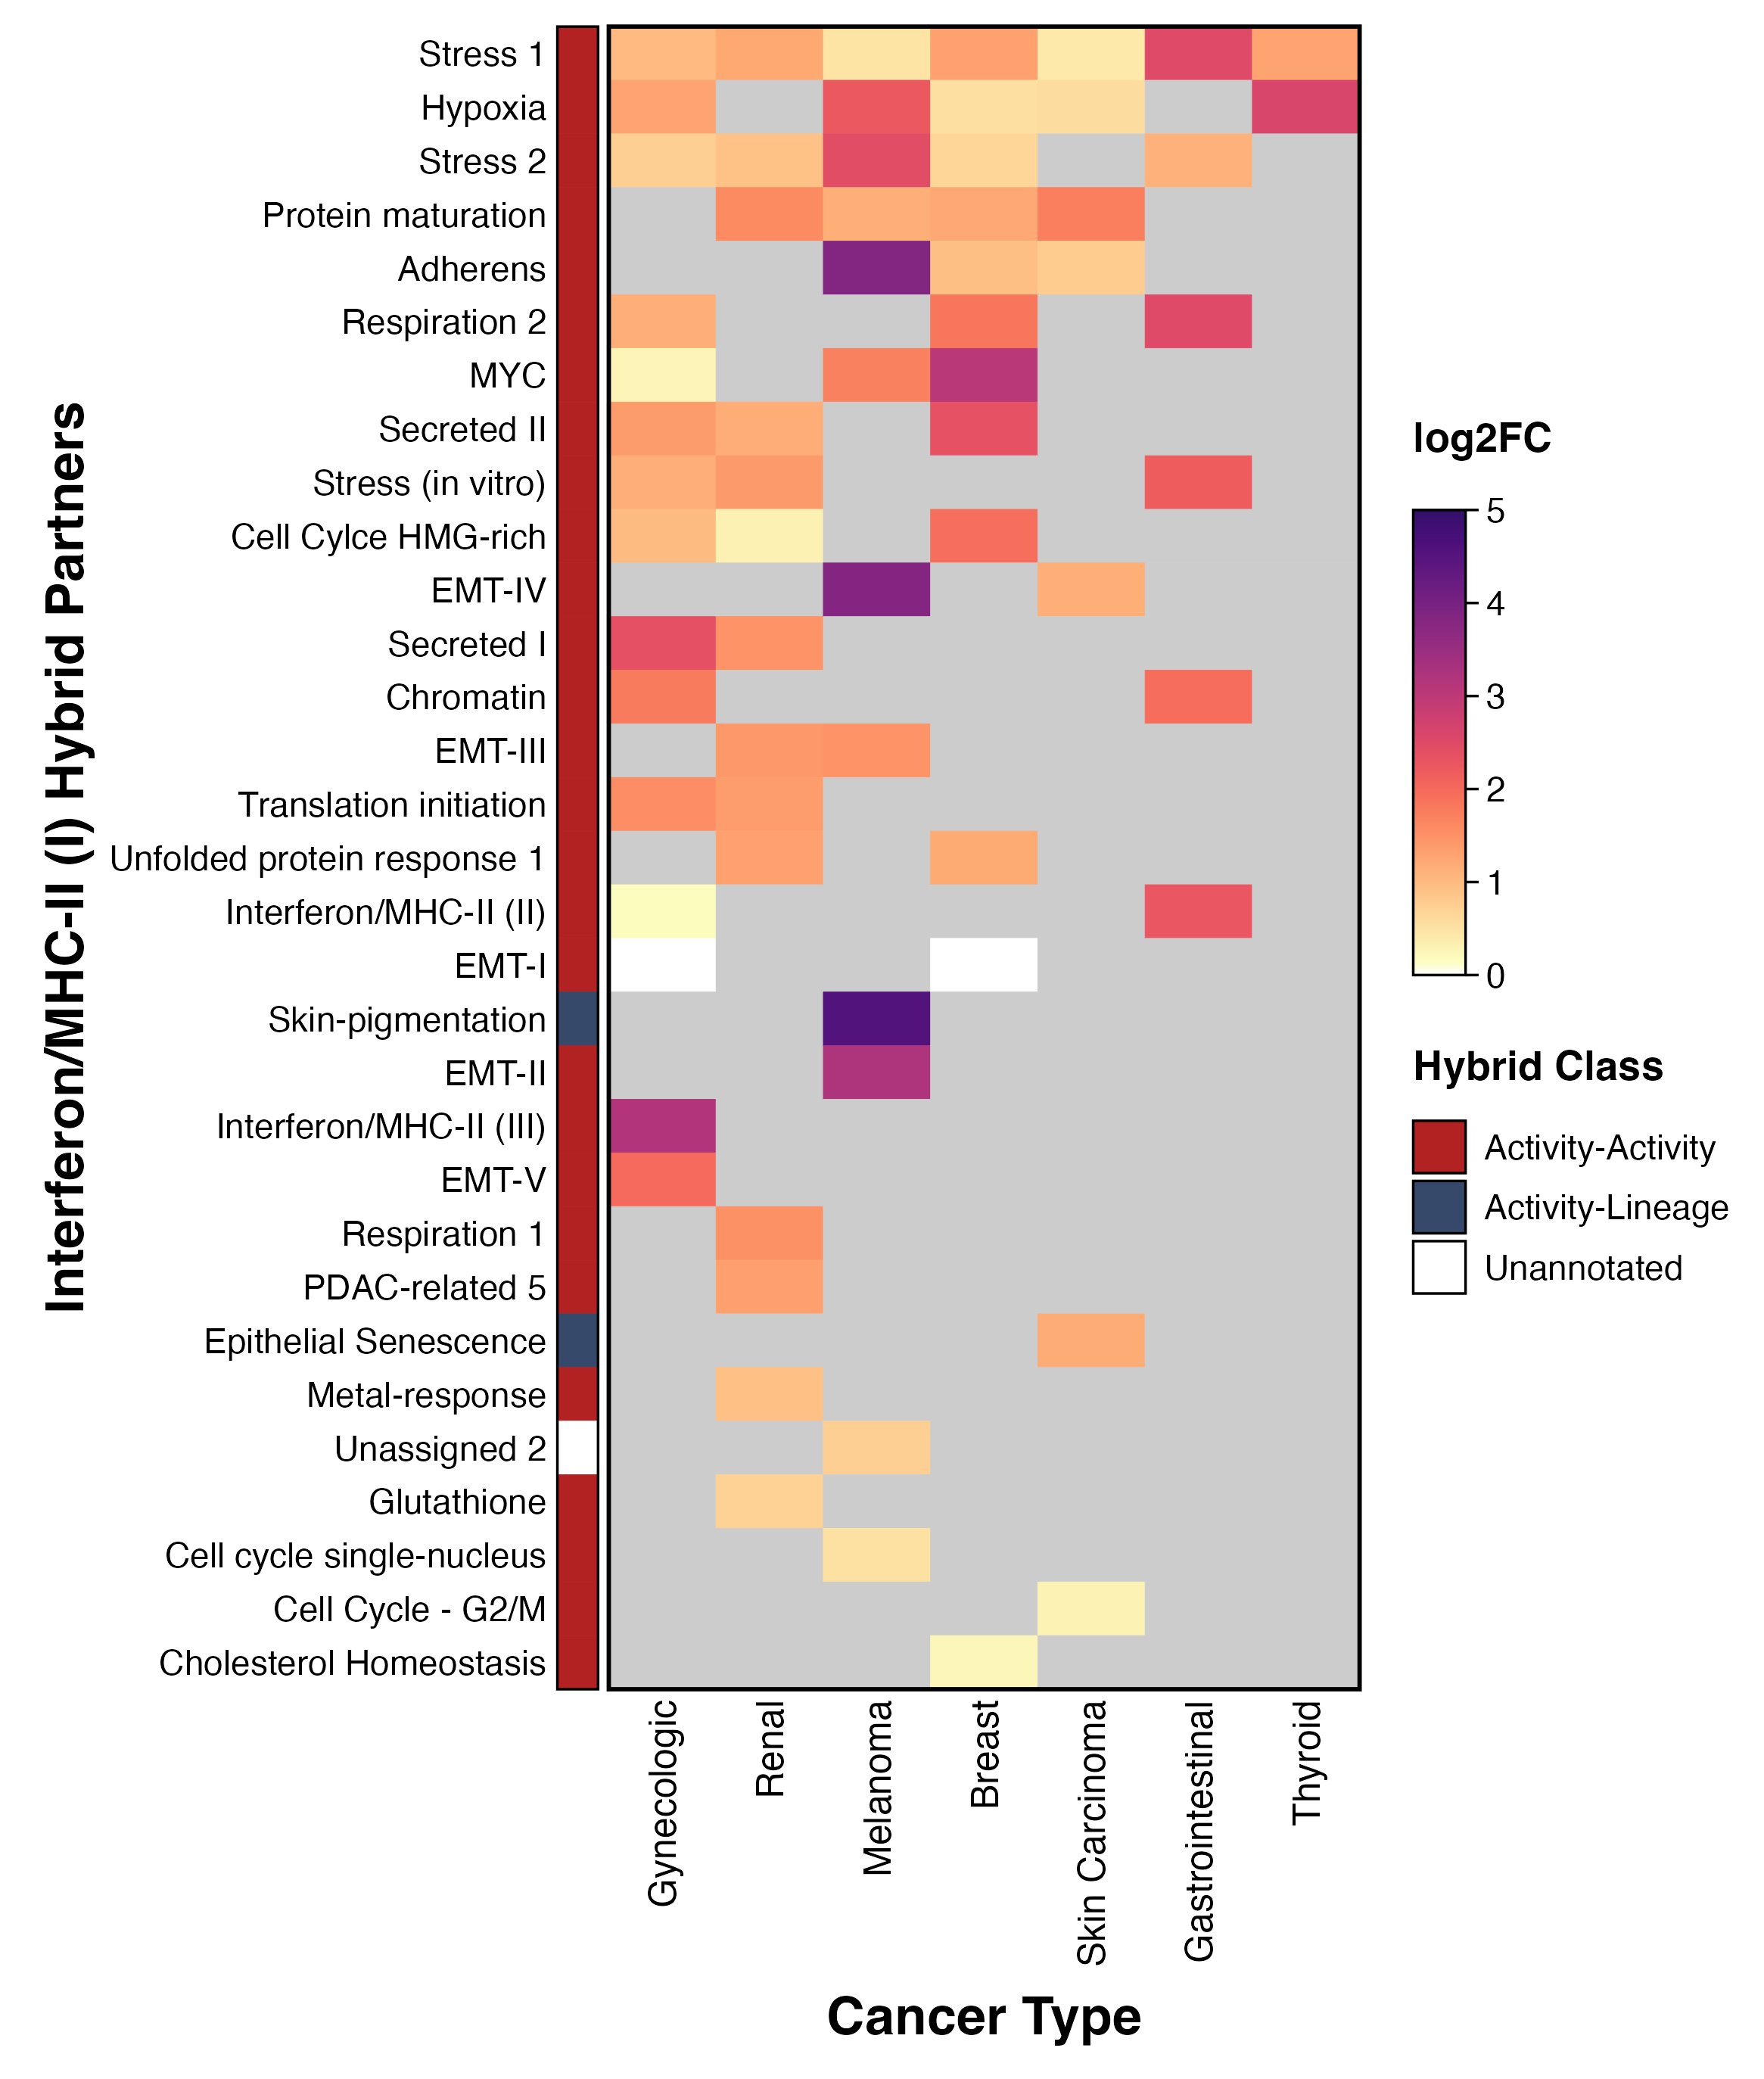 Interferon/MHC-II (I) Hybrid Partners
Stress 1
Hypoxia
Stress 2
Protein maturation
Adherens
Respiration 2
MYC
Secreted II
Stress (in vitro)
Cell Cylce HMG-rich
EMT-IV
Secreted I
Chromatin
EMT-III
Translation initiation
Unfolded protein response 1
Interferon/MHC-II (II)
EMT-I
Skin-pigmentation
EMT-II
Interferon/MHC-II (III)
EMT-V
Respiration 1
PDAC-related 5
Epithelial Senescence
Metal-response
Unassigned 2
Glutathione
Cell cycle single-nucleus
Cell Cycle - G2/M
Cholesterol Homeostasis
Gynecologic
Renal
Melanoma
Breast
Skin Carcinoma
Gastrointestinal
Thyroid
Cancer Type
log2FC
5
4
3
2
1
0
Hybrid Class
Activity-Activity
Activity-Lineage
Unannotated